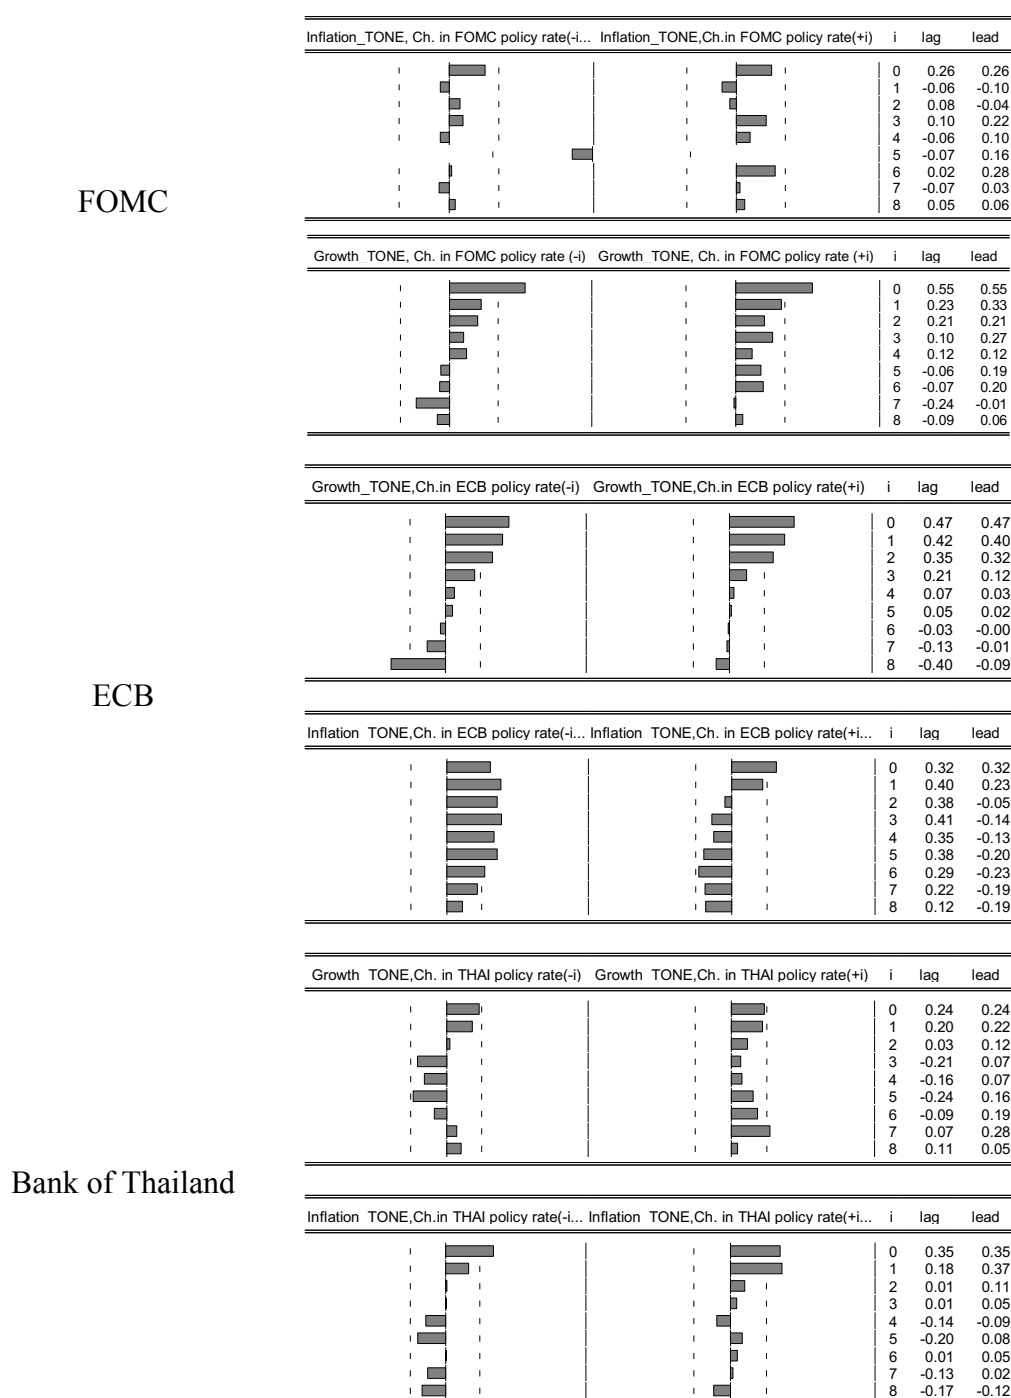 Inflation_TONE, Ch. in FOMC policy rate(-i... Inflation_TONE,Ch.in FOMC policy rate(+i) i lag lead
0 0.26 0.26
1 -0.06 -0.10
2 0.08 -0.04
3 0.10 0.22
4 -0.06 0.10
5 -0.07 0.16
6 0.02 0.28
7 -0.07 0.03
8 0.05 0.06
FOMC
Growth_TONE, Ch. in FOMC policy rate (-i) Growth_TONE, Ch. in FOMC policy rate (+i) i lag lead
0 0.55 0.55
1 0.23 0.33
2 0.21 0.21
3 0.10 0.27
4 0.12 0.12
5 -0.06 0.19
6 -0.07 0.20
7 -0.24 -0.01
8 -0.09 0.06
Growth_TONE,Ch.in ECB policy rate(-i) Growth_TONE,Ch.in ECB policy rate(+i) i lag lead
0 0.47 0.47
1 0.42 0.40
2 0.35 0.32
3 0.21 0.12
4 0.07 0.03
5 0.05 0.02
6 -0.03 -0.00
7 -0.13 -0.01
8 -0.40 -0.09
ECB
Inflation_TONE,Ch. in ECB policy rate(-i... Inflation_TONE,Ch. in ECB policy rate(+i... i lag lead
0 0.32 0.32
1 0.40 0.23
2 0.38 -0.05
3 0.41 -0.14
4 0.35 -0.13
5 0.38 -0.20
6 0.29 -0.23
7 0.22 -0.19
8 0.12 -0.19
Growth_TONE,Ch. in THAI policy rate(-i) Growth_TONE,Ch. in THAI policy rate(+i) i lag lead
0 0.24 0.24
1 0.20 0.22
2 0.03 0.12
3 -0.21 0.07
4 -0.16 0.07
5 -0.24 0.16
6 -0.09 0.19
7 0.07 0.28
8 0.11 0.05
Bank of Thailand
Inflation_TONE,Ch.in THAI policy rate(-i... Inflation_TONE,Ch. in THAI policy rate(+i... i lag lead
0 0.35 0.35
1 0.18 0.37
2 0.01 0.11
3 0.01 0.05
4 -0.14 -0.09
5 -0.20 0.08
6 0.01 0.05
7 -0.13 0.02
8 -0.17 -0.12